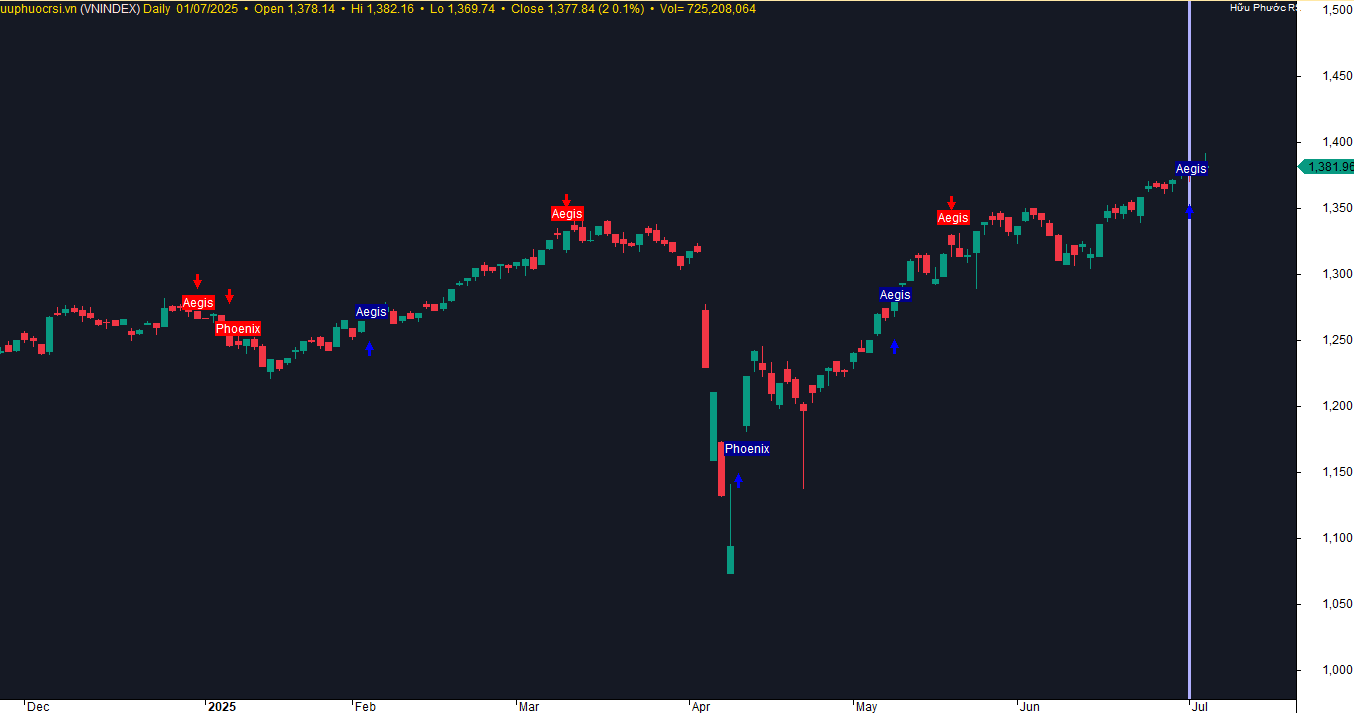 uuphuocrsi.vn (VNINDEX) Daily 01/07/2025 • Open 1,378.14 • Hi 1,382.16 • Lo 1,369.74 • Close 1,377.84 (2 0.1%) • Vol= 725,208,064
Hữu Phước RS
1,500
1,450
1,400
Aegis
1,381.96
1,350
Aegis
Aegis
1,300
Aegis
Aegis
Aegis
Phoenix
1,250
1,200
Phoenix
1,150
1,100
1,050
1,000
Dec 2025 Feb Mar Apr May Jun Jul